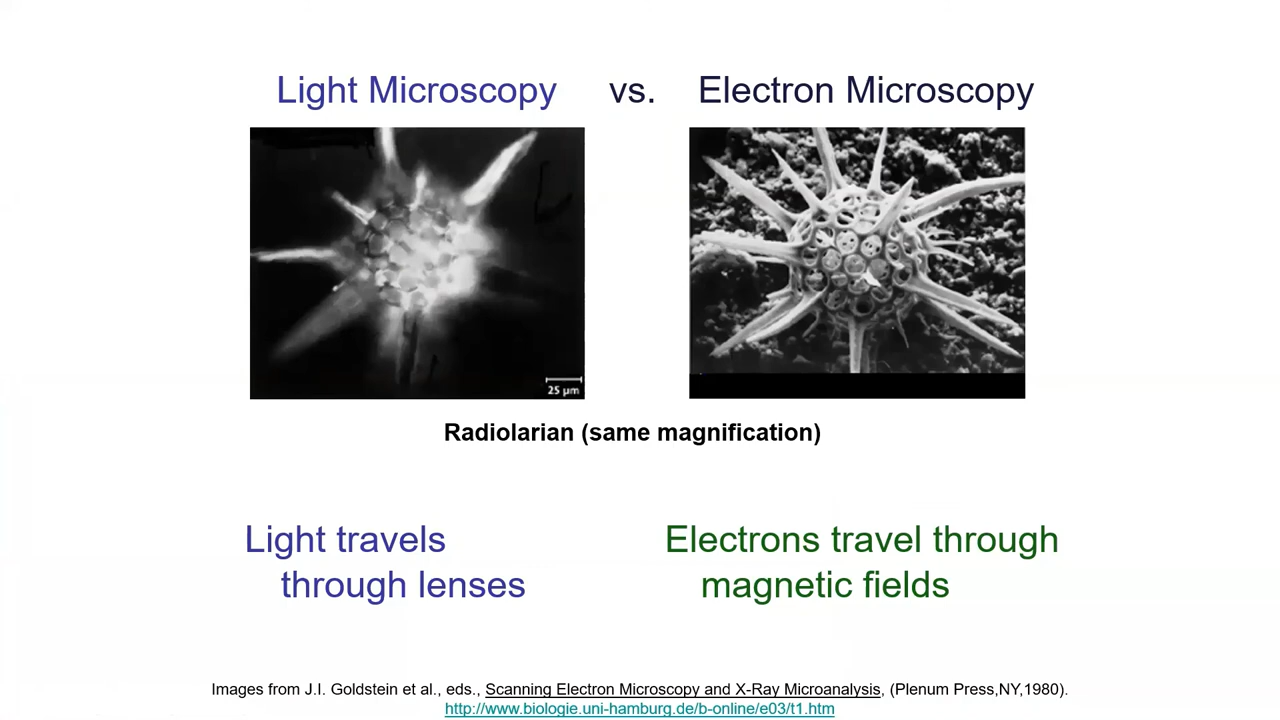 Light Microscopy vs. Electron Microscopy
25 µm
Radiolarian (same magnification)
Light travels
through lenses
Electrons travel through
magnetic fields
Images from J.I. Goldstein et al., eds., Scanning Electron Microscopy and X-Ray Microanalysis, (Plenum Press,NY,1980).
http://www.biologie.uni-hamburg.de/b-online/e03/t1.htm